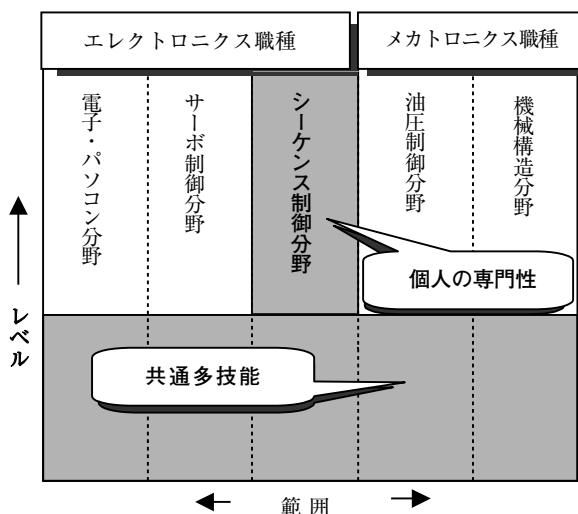 エレクトロニクス職種
メカトロニクス職種
電子・パソコン分野
サーボ制御分野
シーケンス制御分野
油圧制御分野
機械構造分野
個人の専門性
レベル
共通多技能
範囲